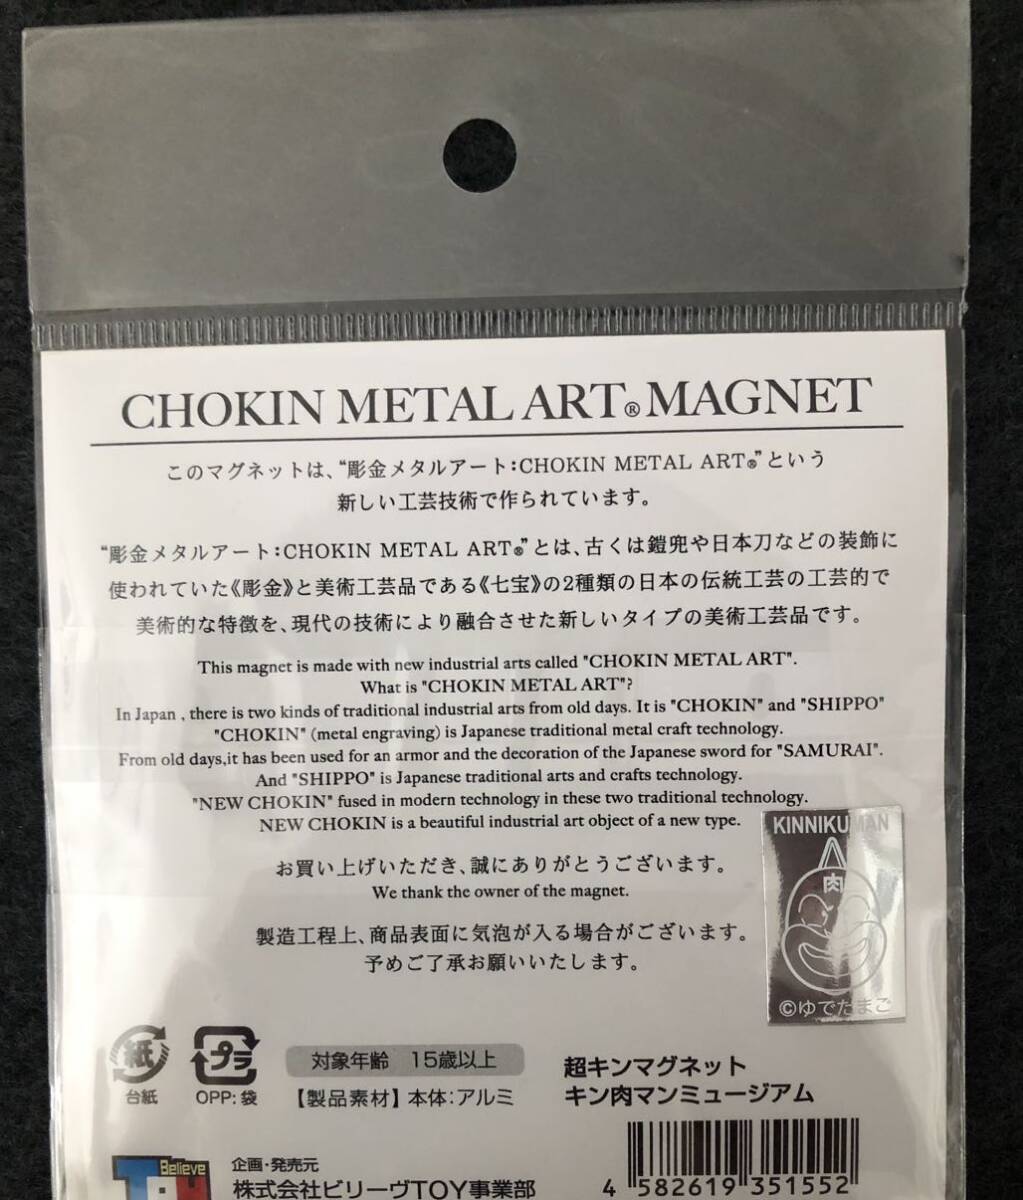 CHOKIN METAL ART® MAGNET
このマグネットは、“彫金メタルアート：CHOKIN METAL ART®”という
新しい工芸技術で作られています。
“彫金メタルアート：CHOKIN METAL ART®”とは、古くは鎧兜や日本刀などの装飾に
使われていた《彫金》と美術工芸品である《七宝》の2種類の日本の伝統工芸の工芸的で
美術的な特徴を、現代の技術により融合させた新しいタイプの美術工芸品です。
This magnet is made with new industrial arts called "CHOKIN METAL ART".
What is "CHOKIN METAL ART"?
In Japan , there is two kinds of traditional industrial arts from old days. It is "CHOKIN" and "SHIPPO"
"CHOKIN" (metal engraving) is Japanese traditional metal craft technology.
From old days,it has been used for an armor and the decoration of the Japanese sword for "SAMURAI".
And "SHIPPO" is Japanese traditional arts and crafts technology.
"NEW CHOKIN" fused in modern technology in these two traditional technology.
NEW CHOKIN is a beautiful industrial art object of a new type.
お買い上げいただき、誠にありがとうございます。
We thank the owner of the magnet.
製造工程上、商品表面に気泡が入る場合がございます。
予めご了承お願いいたします。
KINNIKUMAN
肉
©ゆでたまご
紙
台紙
プラ
OPP：袋
対象年齢 15歳以上
【製品素材】本体：アルミ
超キンマグネット
キン肉マンミュージアム
Believe
TOY
企画・発売元
株式会社ビリーヴTOY事業部
4 582619 351552